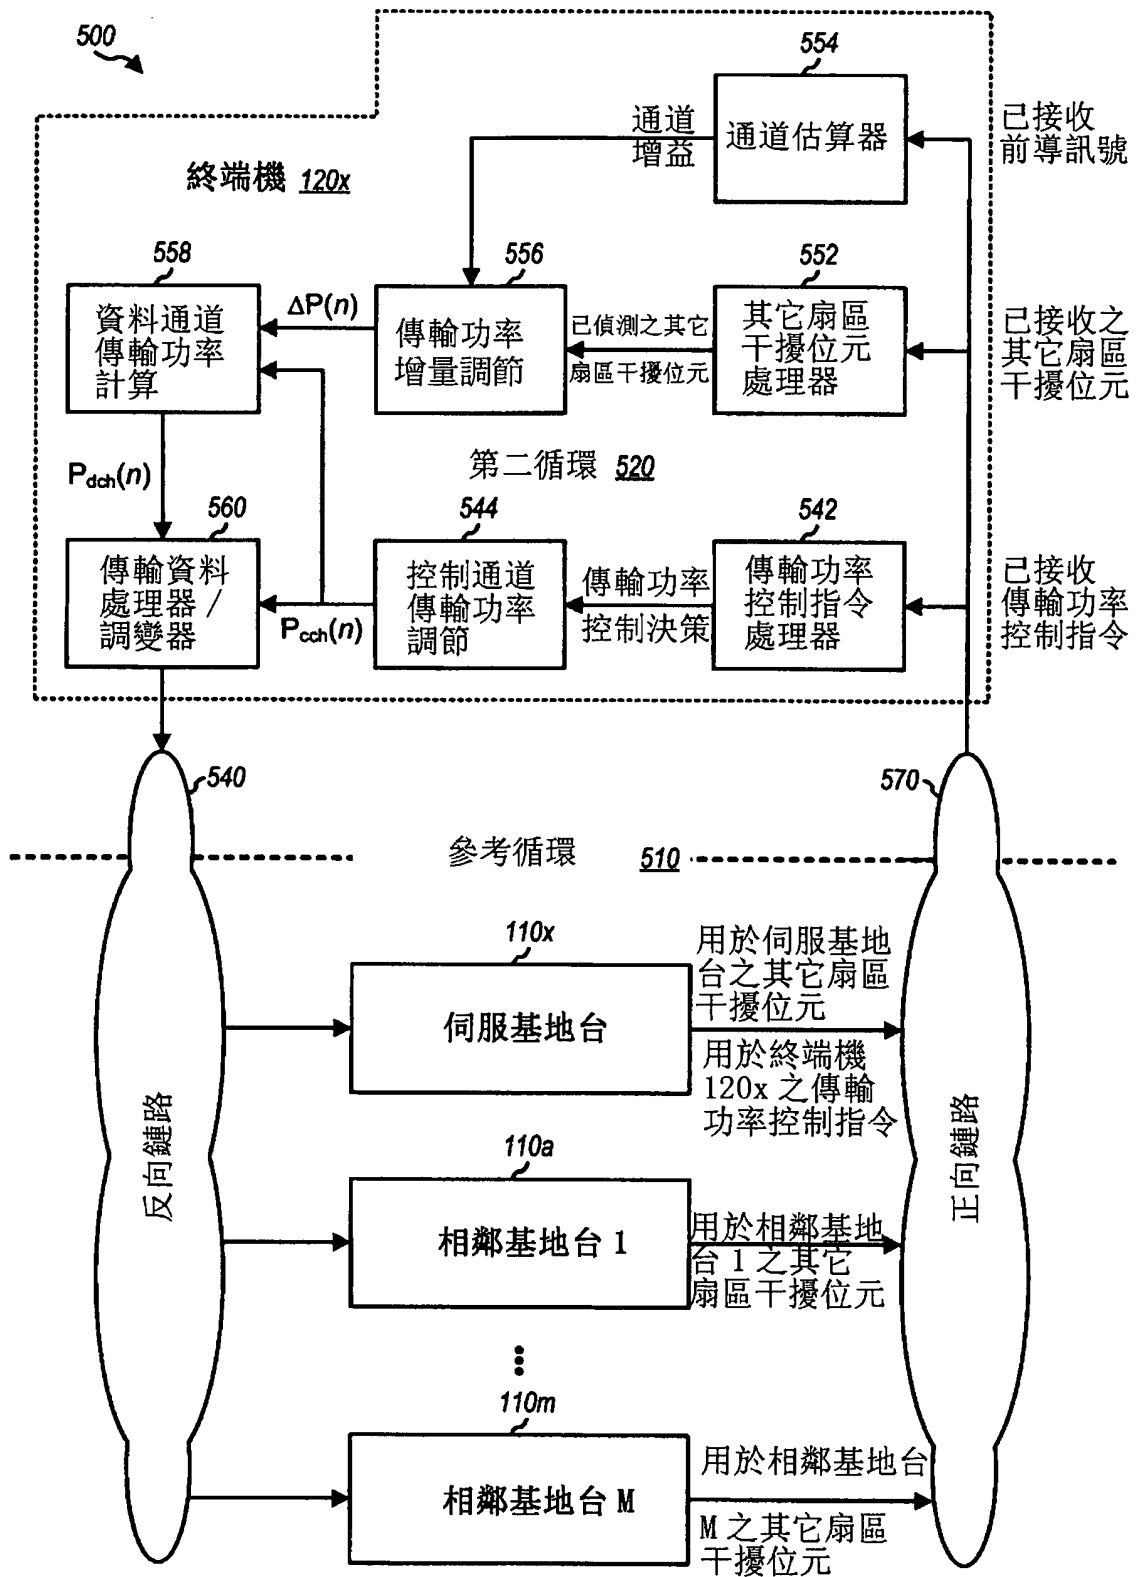 500
554
通道
增益
通道估算器
已接收
前導訊號
終端機 120x
558
資料通道
傳輸功率
計算
ΔP(n)
556
傳輸功率
增量調節
已偵測之其它
扇區干擾位元
552
其它扇區
干擾位元
處理器
已接收之
其它扇區
干擾位元
Pdch(n)
第二循環 520
560
傳輸資料
處理器/
調變器
Pcch(n)
544
控制通道
傳輸功率
調節
傳輸功率
控制決策
542
傳輸功率
控制指令
處理器
已接收
傳輸功率
控制指令
540
570
參考循環 510
反向鏈路
正向鏈路
110x
伺服基地台
用於伺服基地
台之其它扇區
干擾位元
用於終端機
120x 之傳輸
功率控制指令
110a
相鄰基地台 1
用於相鄰基地
台 1 之其它
扇區干擾位元
110m
相鄰基地台 M
用於相鄰基地台
M 之其它扇區
干擾位元